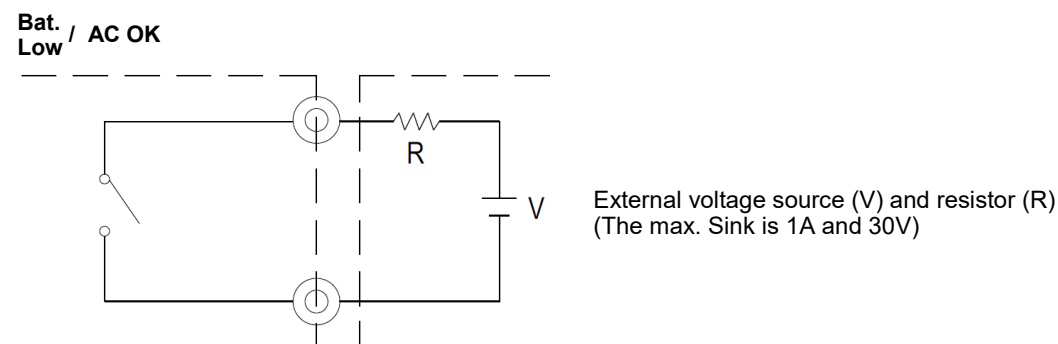 Bat.
Low / AC OK
R
V
External voltage source (V) and resistor (R)
(The max. Sink is 1A and 30V)